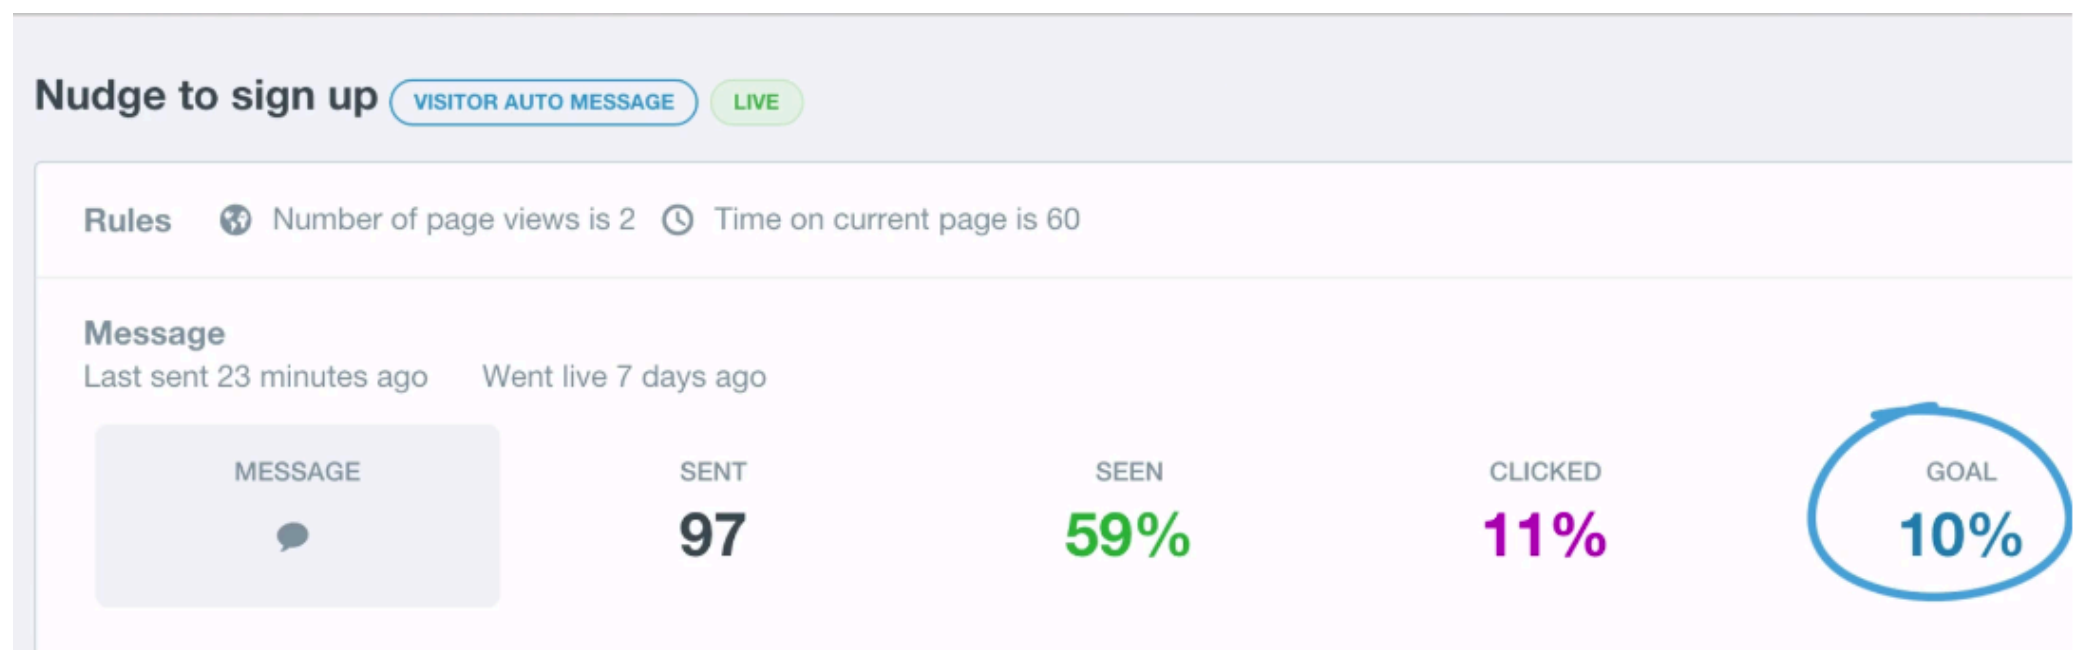 Nudge to sign up VISITOR AUTO MESSAGE LIVE
Rules Number of page views is 2 Time on current page is 60
Message
Last sent 23 minutes ago Went live 7 days ago
MESSAGE SENT SEEN CLICKED GOAL
97 59% 11% 10%